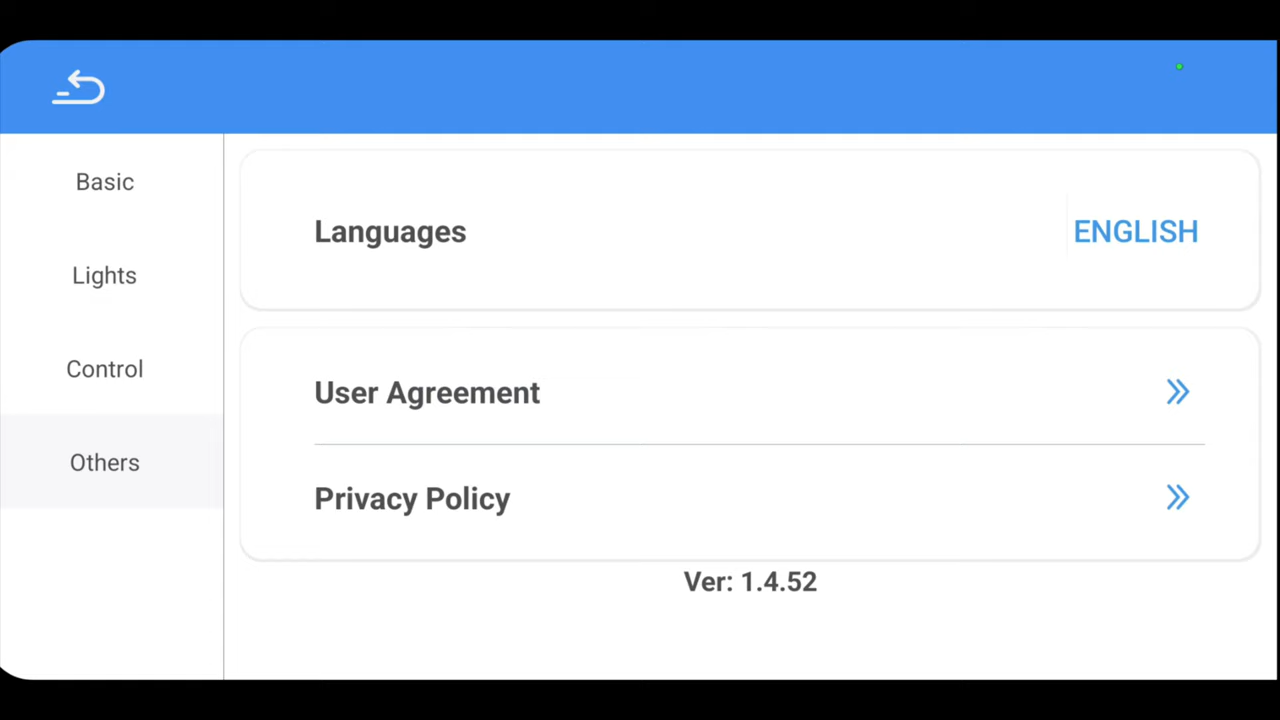 Basic
Lights
Control
Others
Languages
ENGLISH
User Agreement
Privacy Policy
Ver: 1.4.52